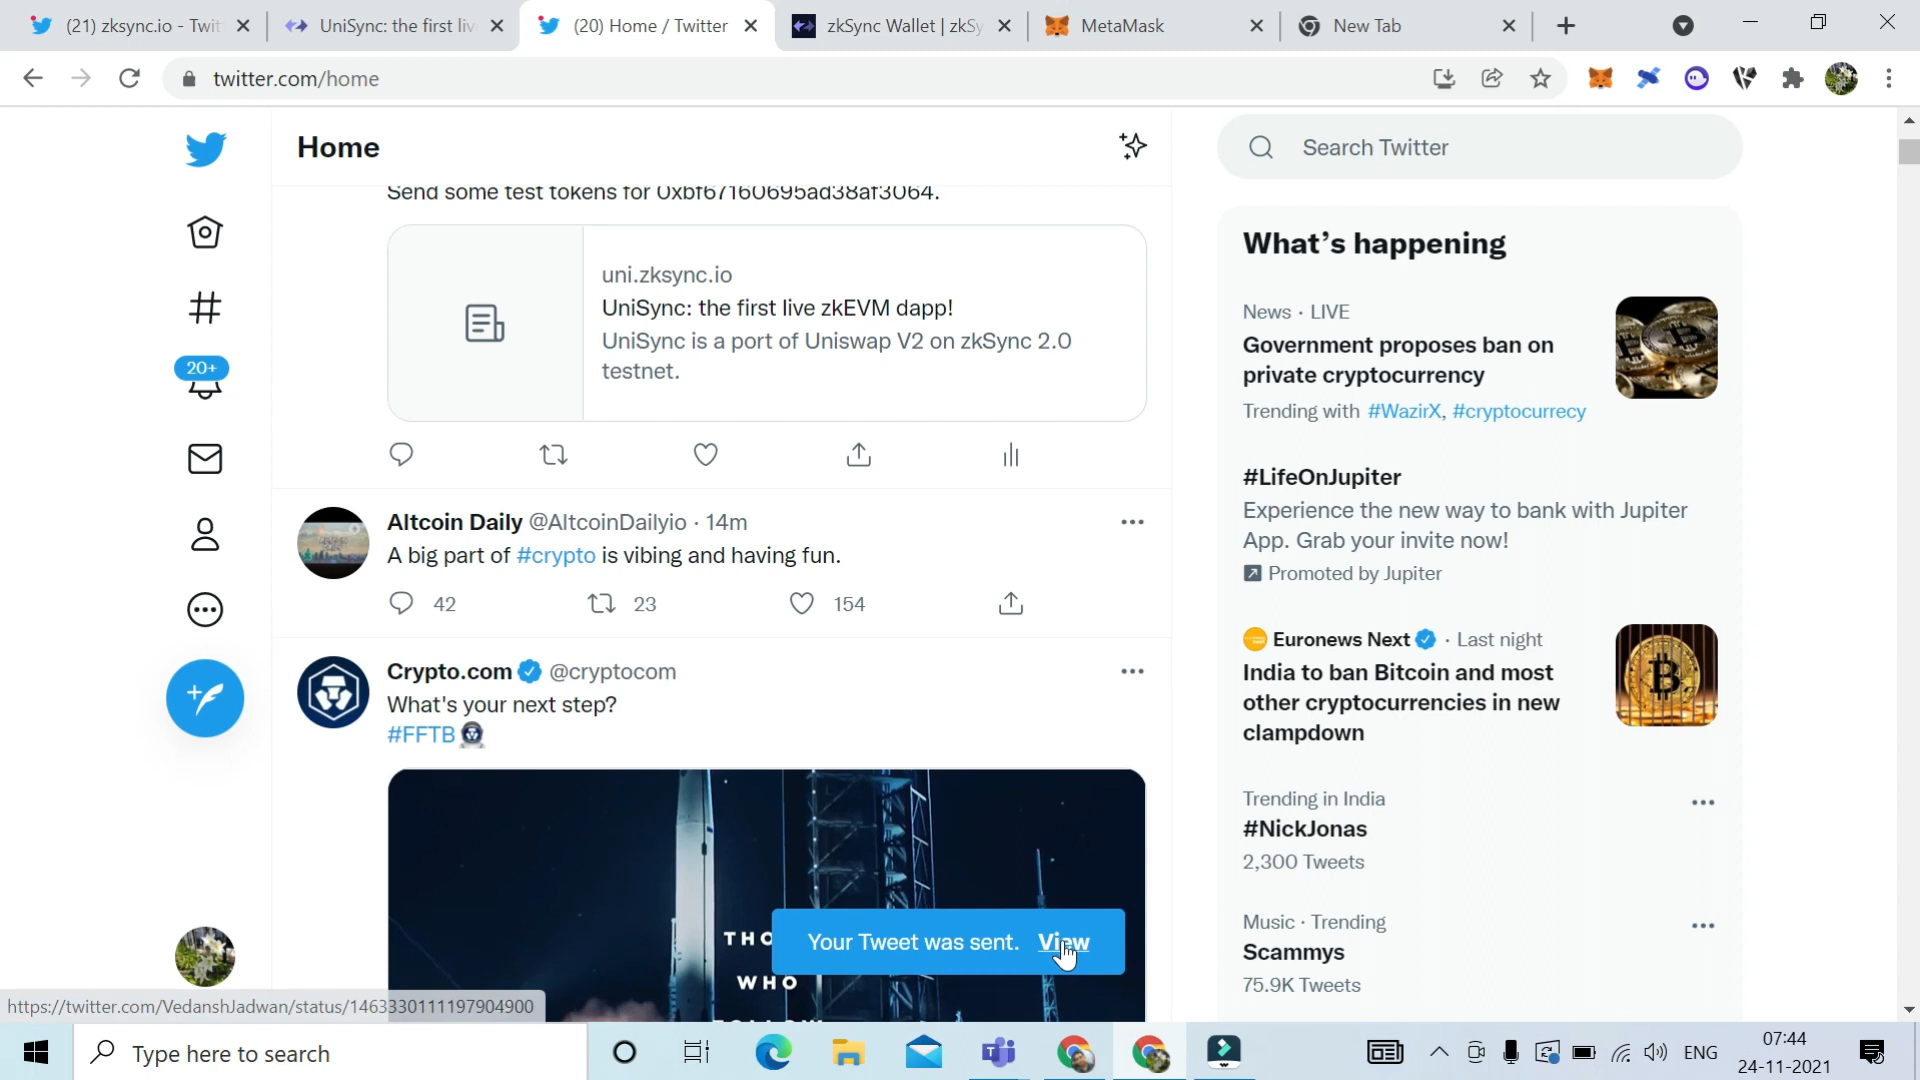 (21) zksync.io - Twit
UniSync: the first liv
(20) Home / Twitter
zkSync Wallet | zkSy
MetaMask
New Tab
twitter.com/home
Home
Search Twitter
Send some test tokens for 0xbf67160695ad38af3064.
uni.zksync.io
UniSync: the first live zkEVM dapp!
UniSync is a port of Uniswap V2 on zkSync 2.0
testnet.
20+
Altcoin Daily @AltcoinDailyio · 14m
A big part of #crypto is vibing and having fun.
42 23 154
Crypto.com @cryptocom
What's your next step?
#FFTB
THO
WHO
Your Tweet was sent. View
What's happening
News · LIVE
Government proposes ban on
private cryptocurrency
Trending with #WazirX, #cryptocurrecy
#LifeOnJupiter
Experience the new way to bank with Jupiter
App. Grab your invite now!
Promoted by Jupiter
Euronews Next · Last night
India to ban Bitcoin and most
other cryptocurrencies in new
clampdown
Trending in India
#NickJonas
2,300 Tweets
Music · Trending
Scammys
75.9K Tweets
https://twitter.com/VedanshJadwan/status/1463330111197904900
Type here to search
ENG
07:44
24-11-2021